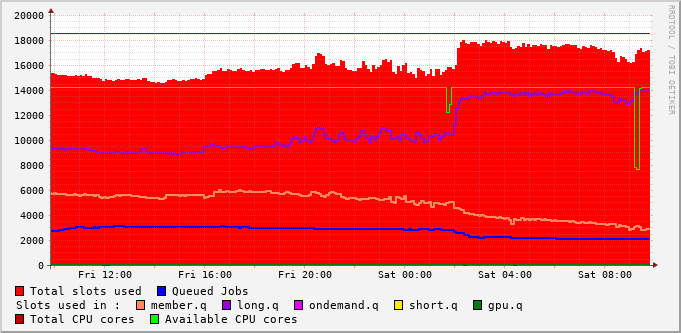 20000
18000
16000
14000
12000
10000
8000
6000
4000
2000
0
Fri 12:00 Fri 16:00 Fri 20:00 Sat 00:00 Sat 04:00 Sat 08:00
Total slots used Queued Jobs
Slots used in : member.q long.q ondemand.q short.q gpu.q
Total CPU cores Available CPU cores
RRDTOOL / TOBI OETIKER